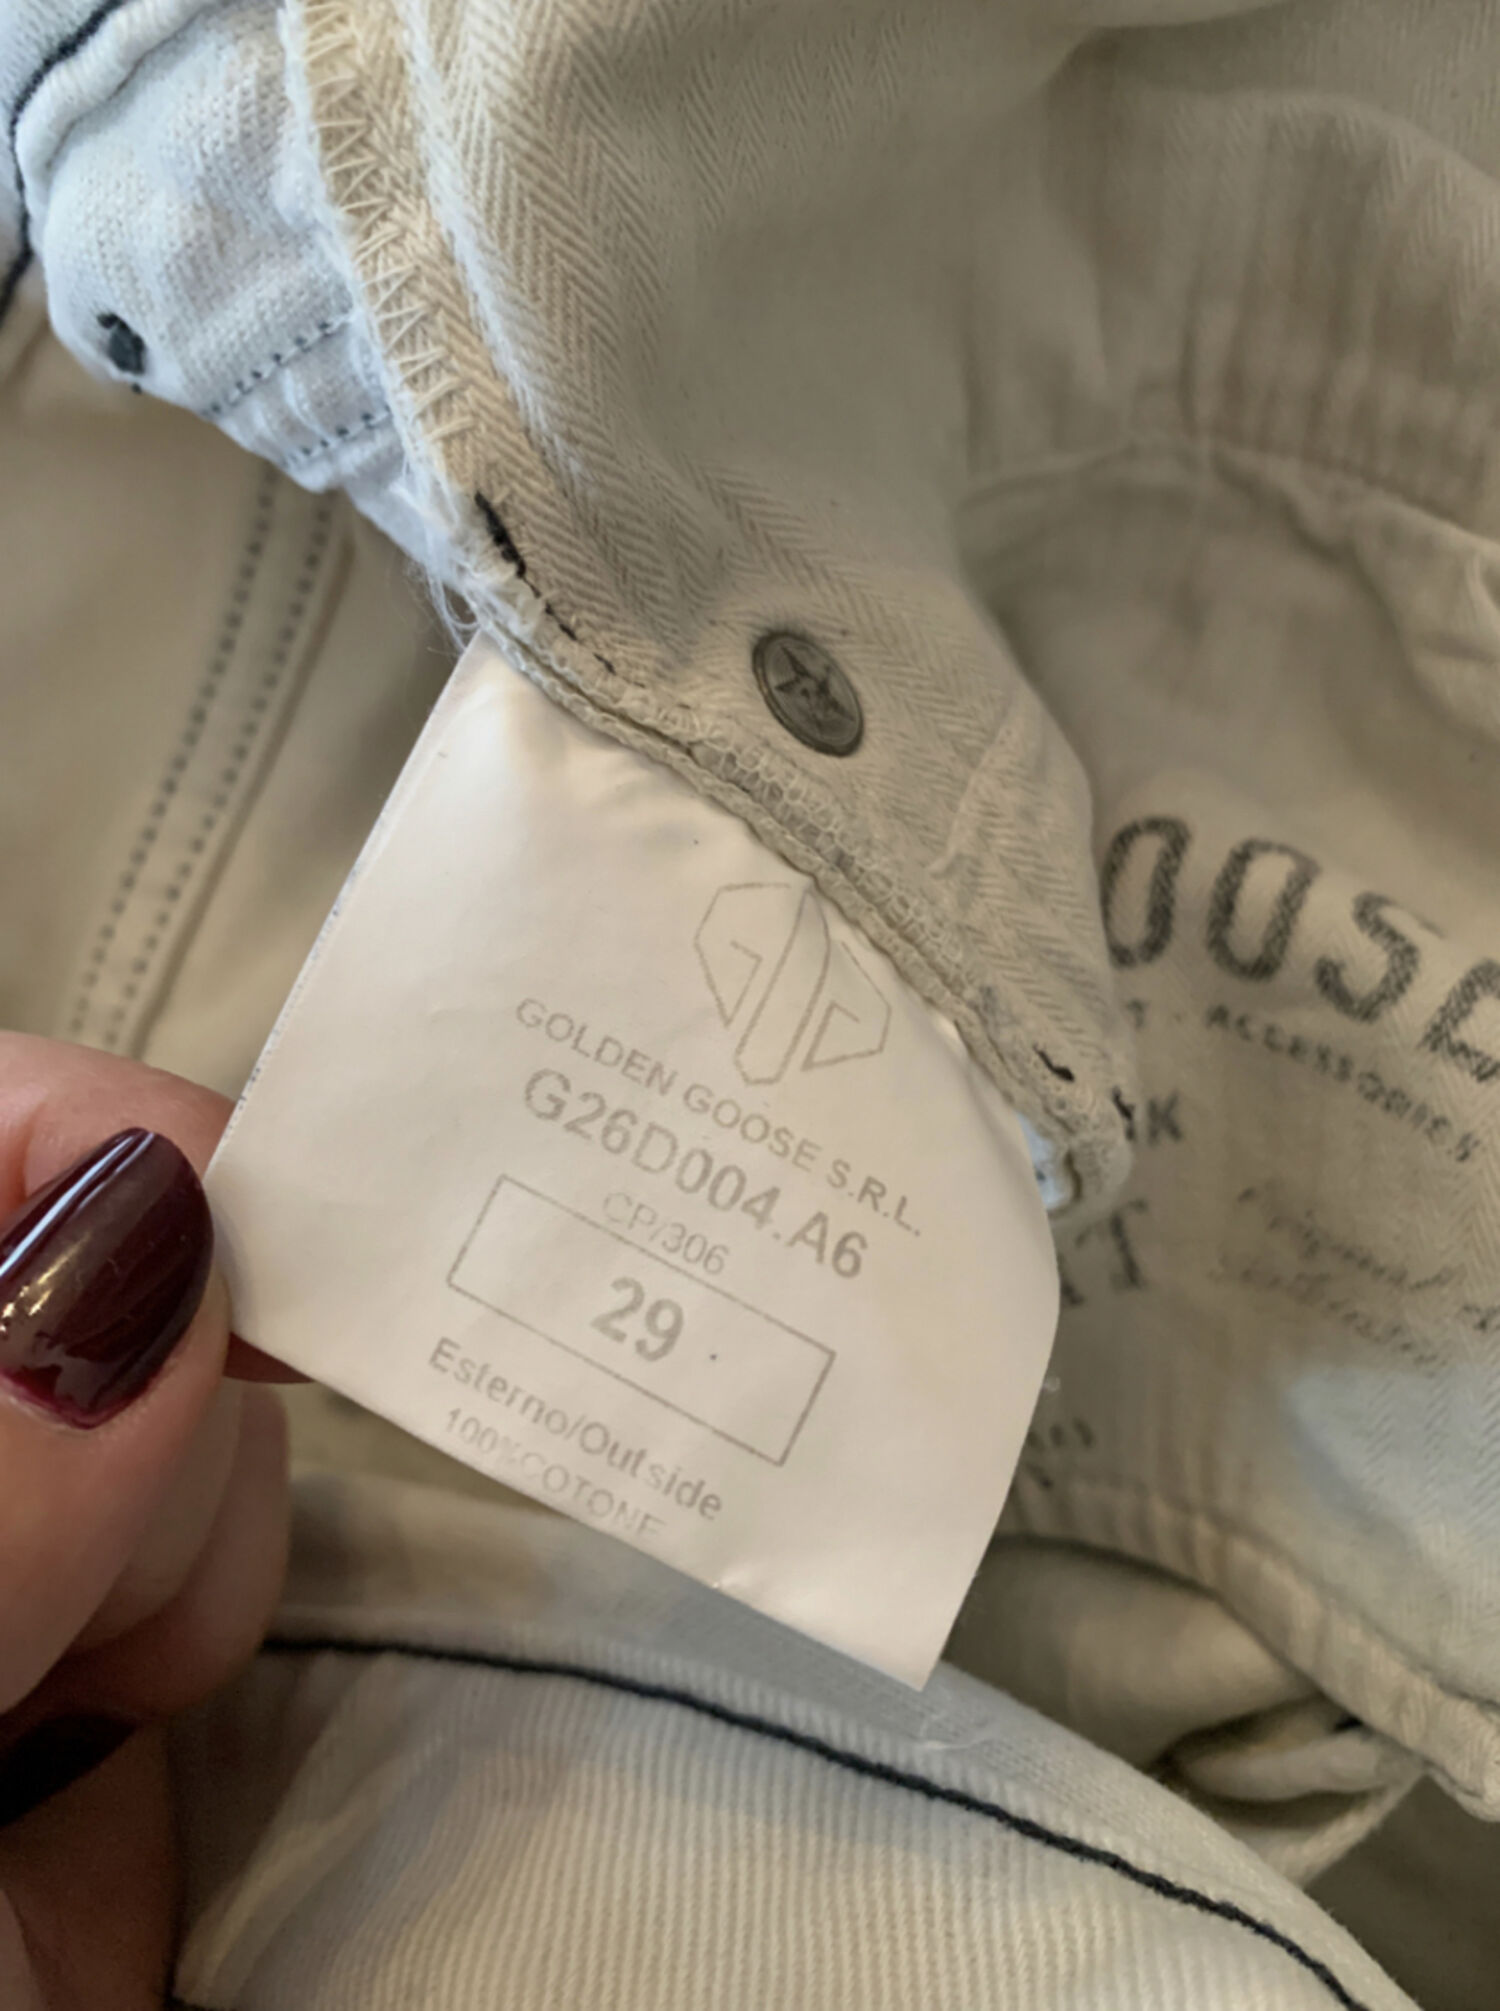 GOLDEN GOOSE S.R.L.
G26D004.A6
CP/306
29
Esterno/Outside
100%COTONE
OOSE
T · ACCESSORIES